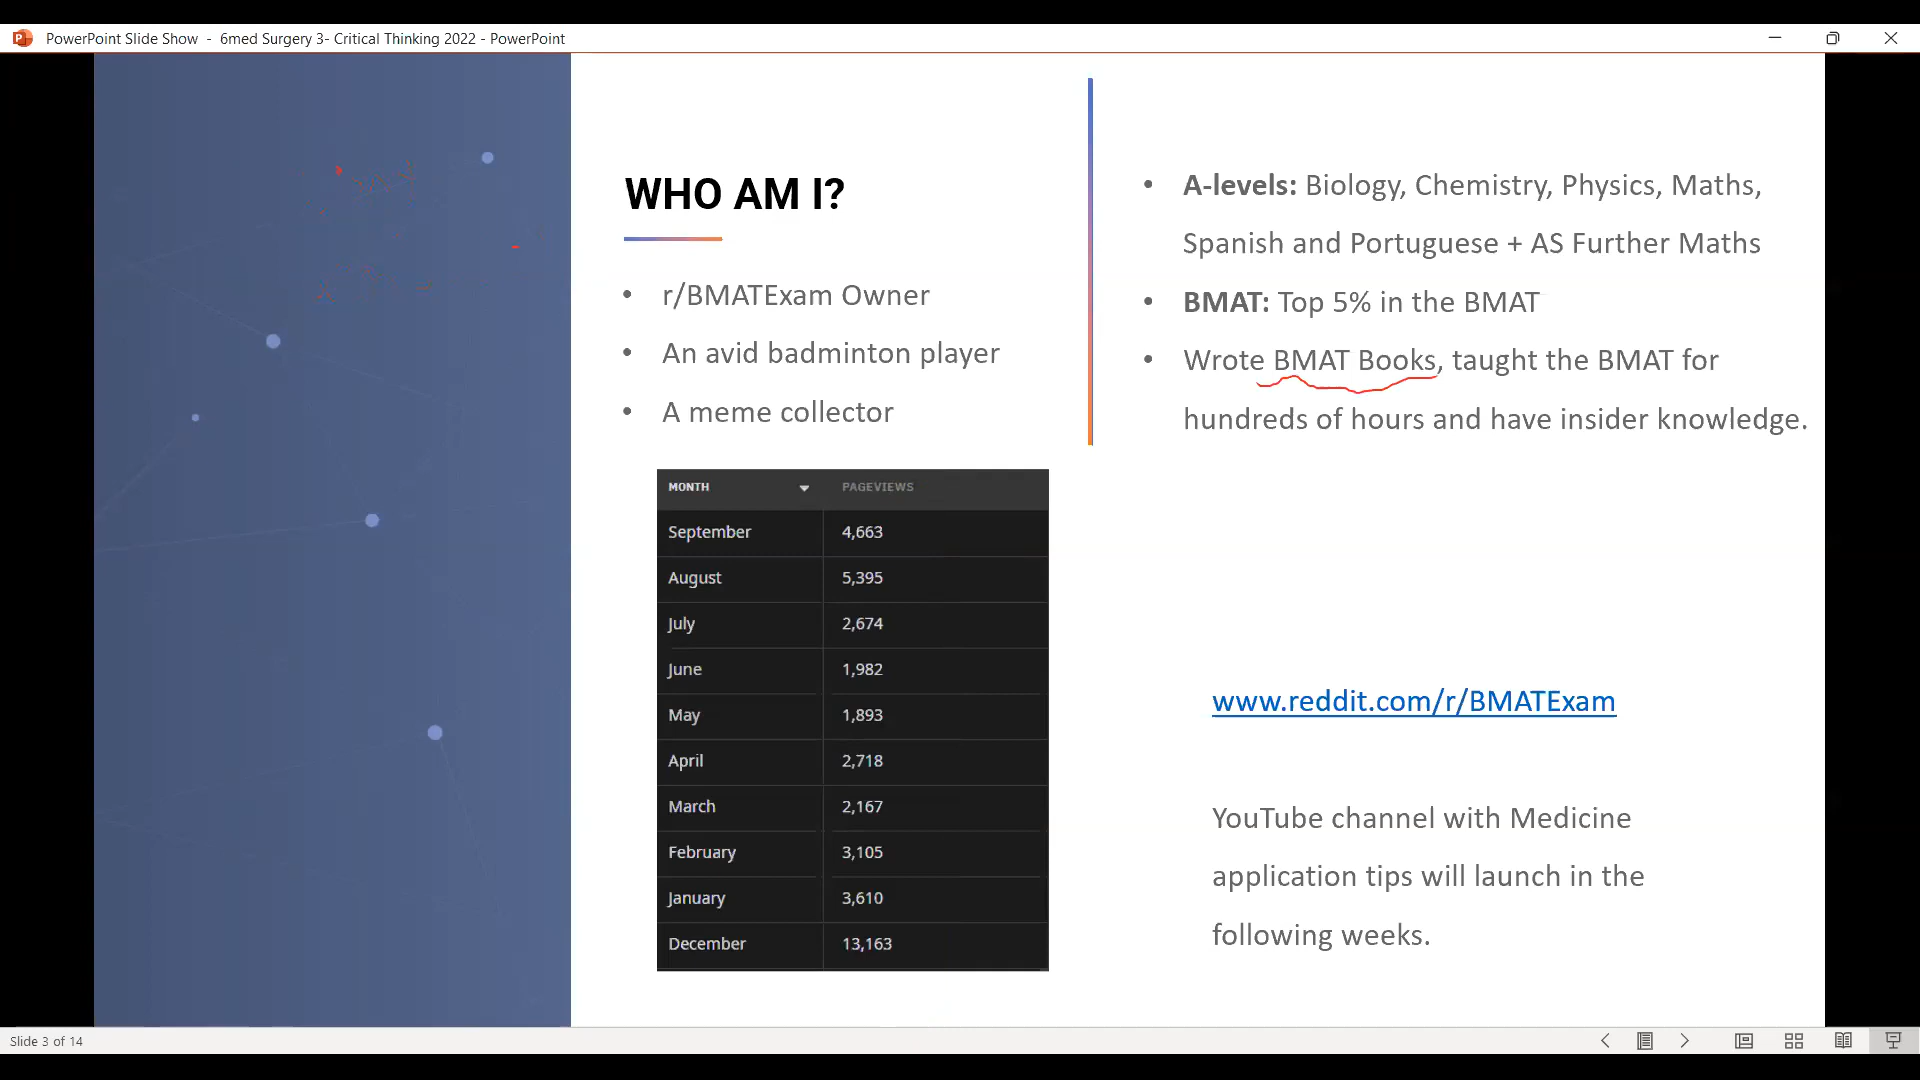 PowerPoint Slide Show - 6med Surgery 3- Critical Thinking 2022 - PowerPoint
WHO AM I?
• r/BMATExam Owner
• An avid badminton player
• A meme collector
MONTH PAGEVIEWS
September 4,663
August 5,395
July 2,674
June 1,982
May 1,893
April 2,718
March 2,167
February 3,105
January 3,610
December 13,163
• A-levels: Biology, Chemistry, Physics, Maths,
Spanish and Portuguese + AS Further Maths
• BMAT: Top 5% in the BMAT
• Wrote BMAT Books, taught the BMAT for
hundreds of hours and have insider knowledge.
www.reddit.com/r/BMATExam
YouTube channel with Medicine
application tips will launch in the
following weeks.
Slide 3 of 14